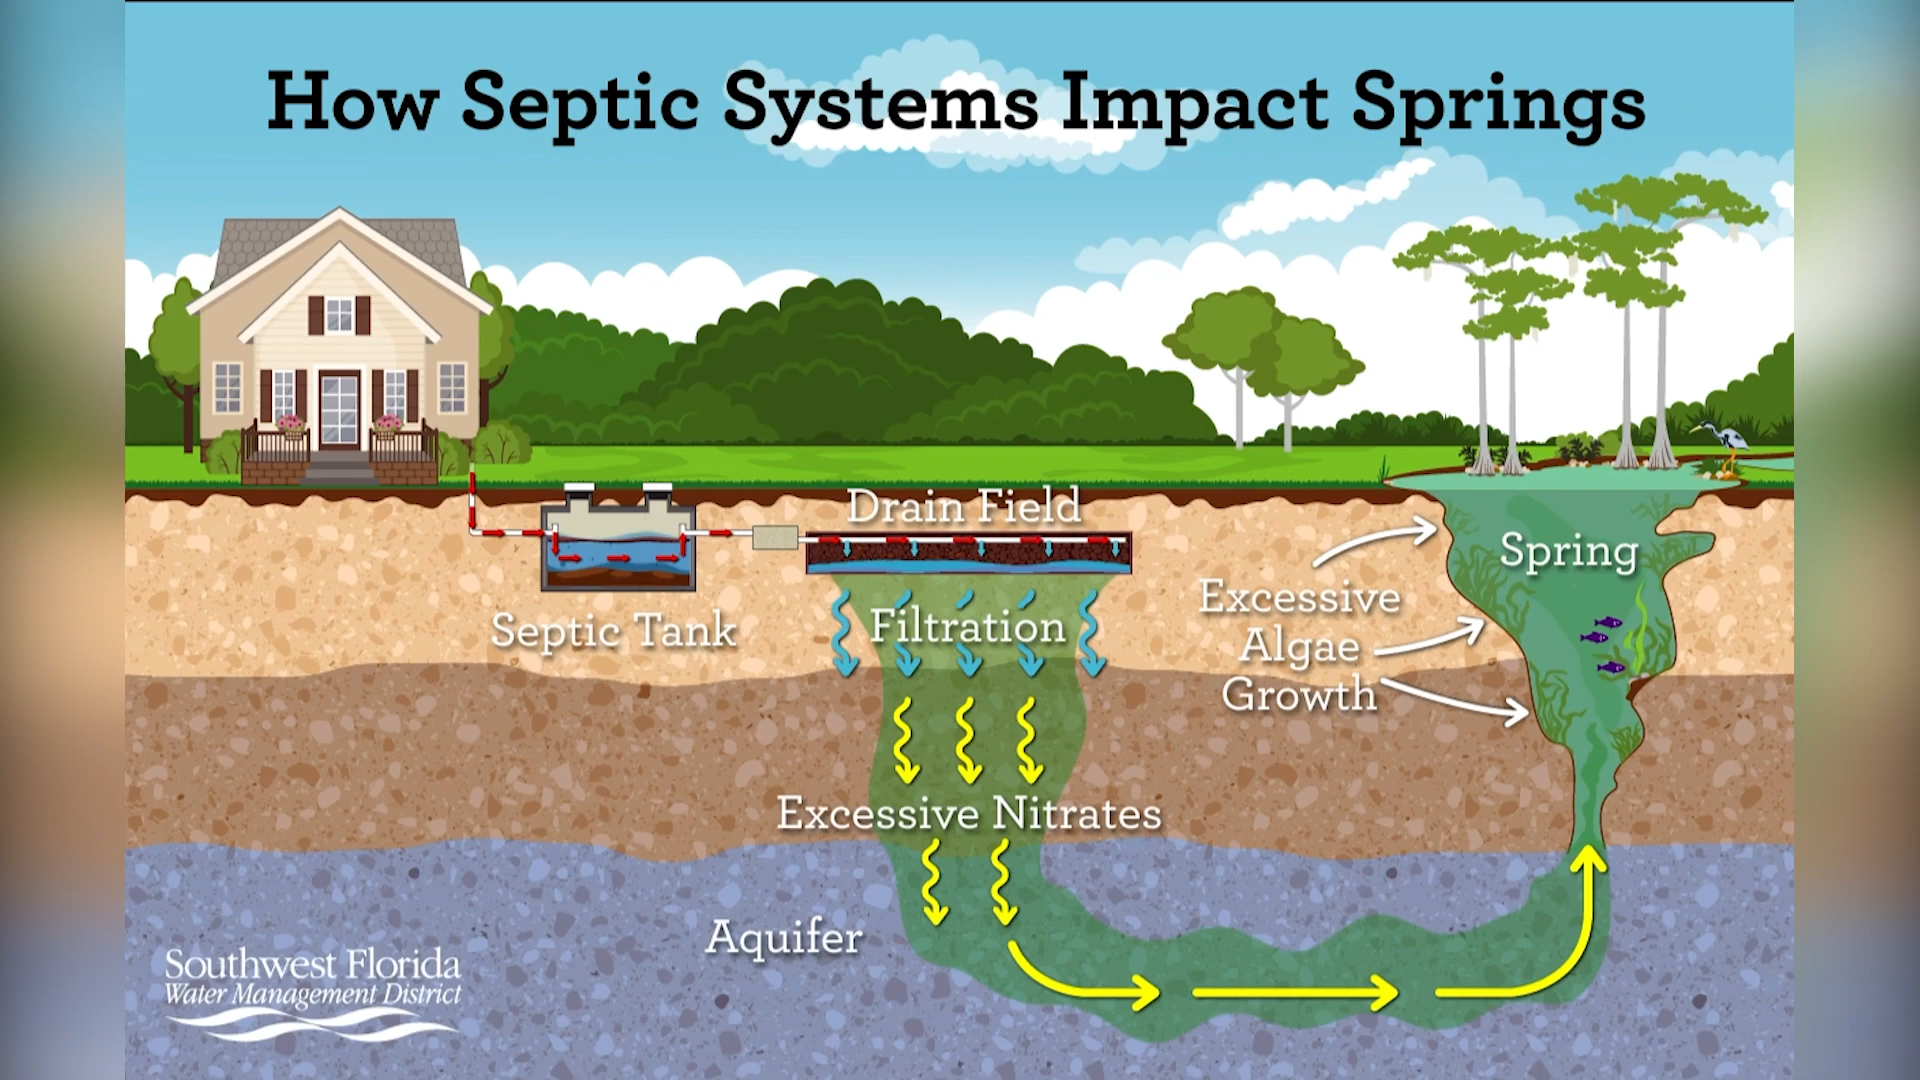 How Septic Systems Impact Springs
Drain Field
Septic Tank
Filtration
Spring
Excessive
Algae
Growth
Excessive Nitrates
Aquifer
Southwest Florida
Water Management District